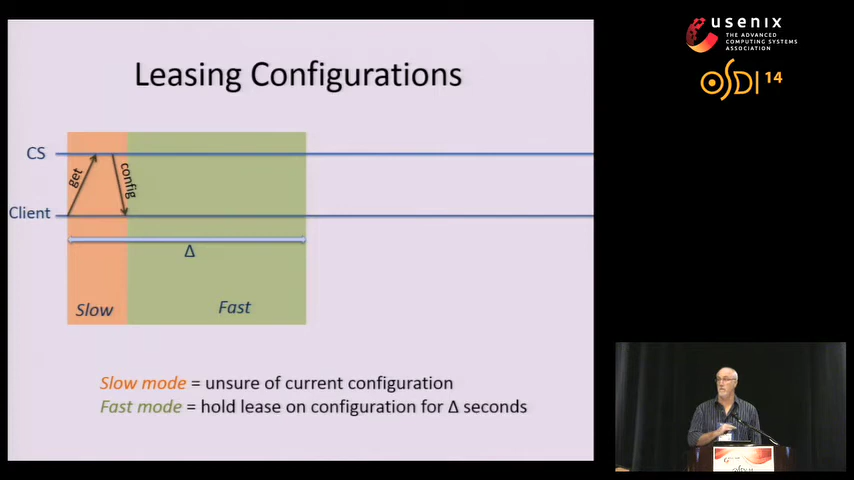 usenix
THE ADVANCED
COMPUTING SYSTEMS
ASSOCIATION
OSDI 14
Leasing Configurations
CS
get
config
Client
Δ
Slow
Fast
Slow mode = unsure of current configuration
Fast mode = hold lease on configuration for Δ seconds